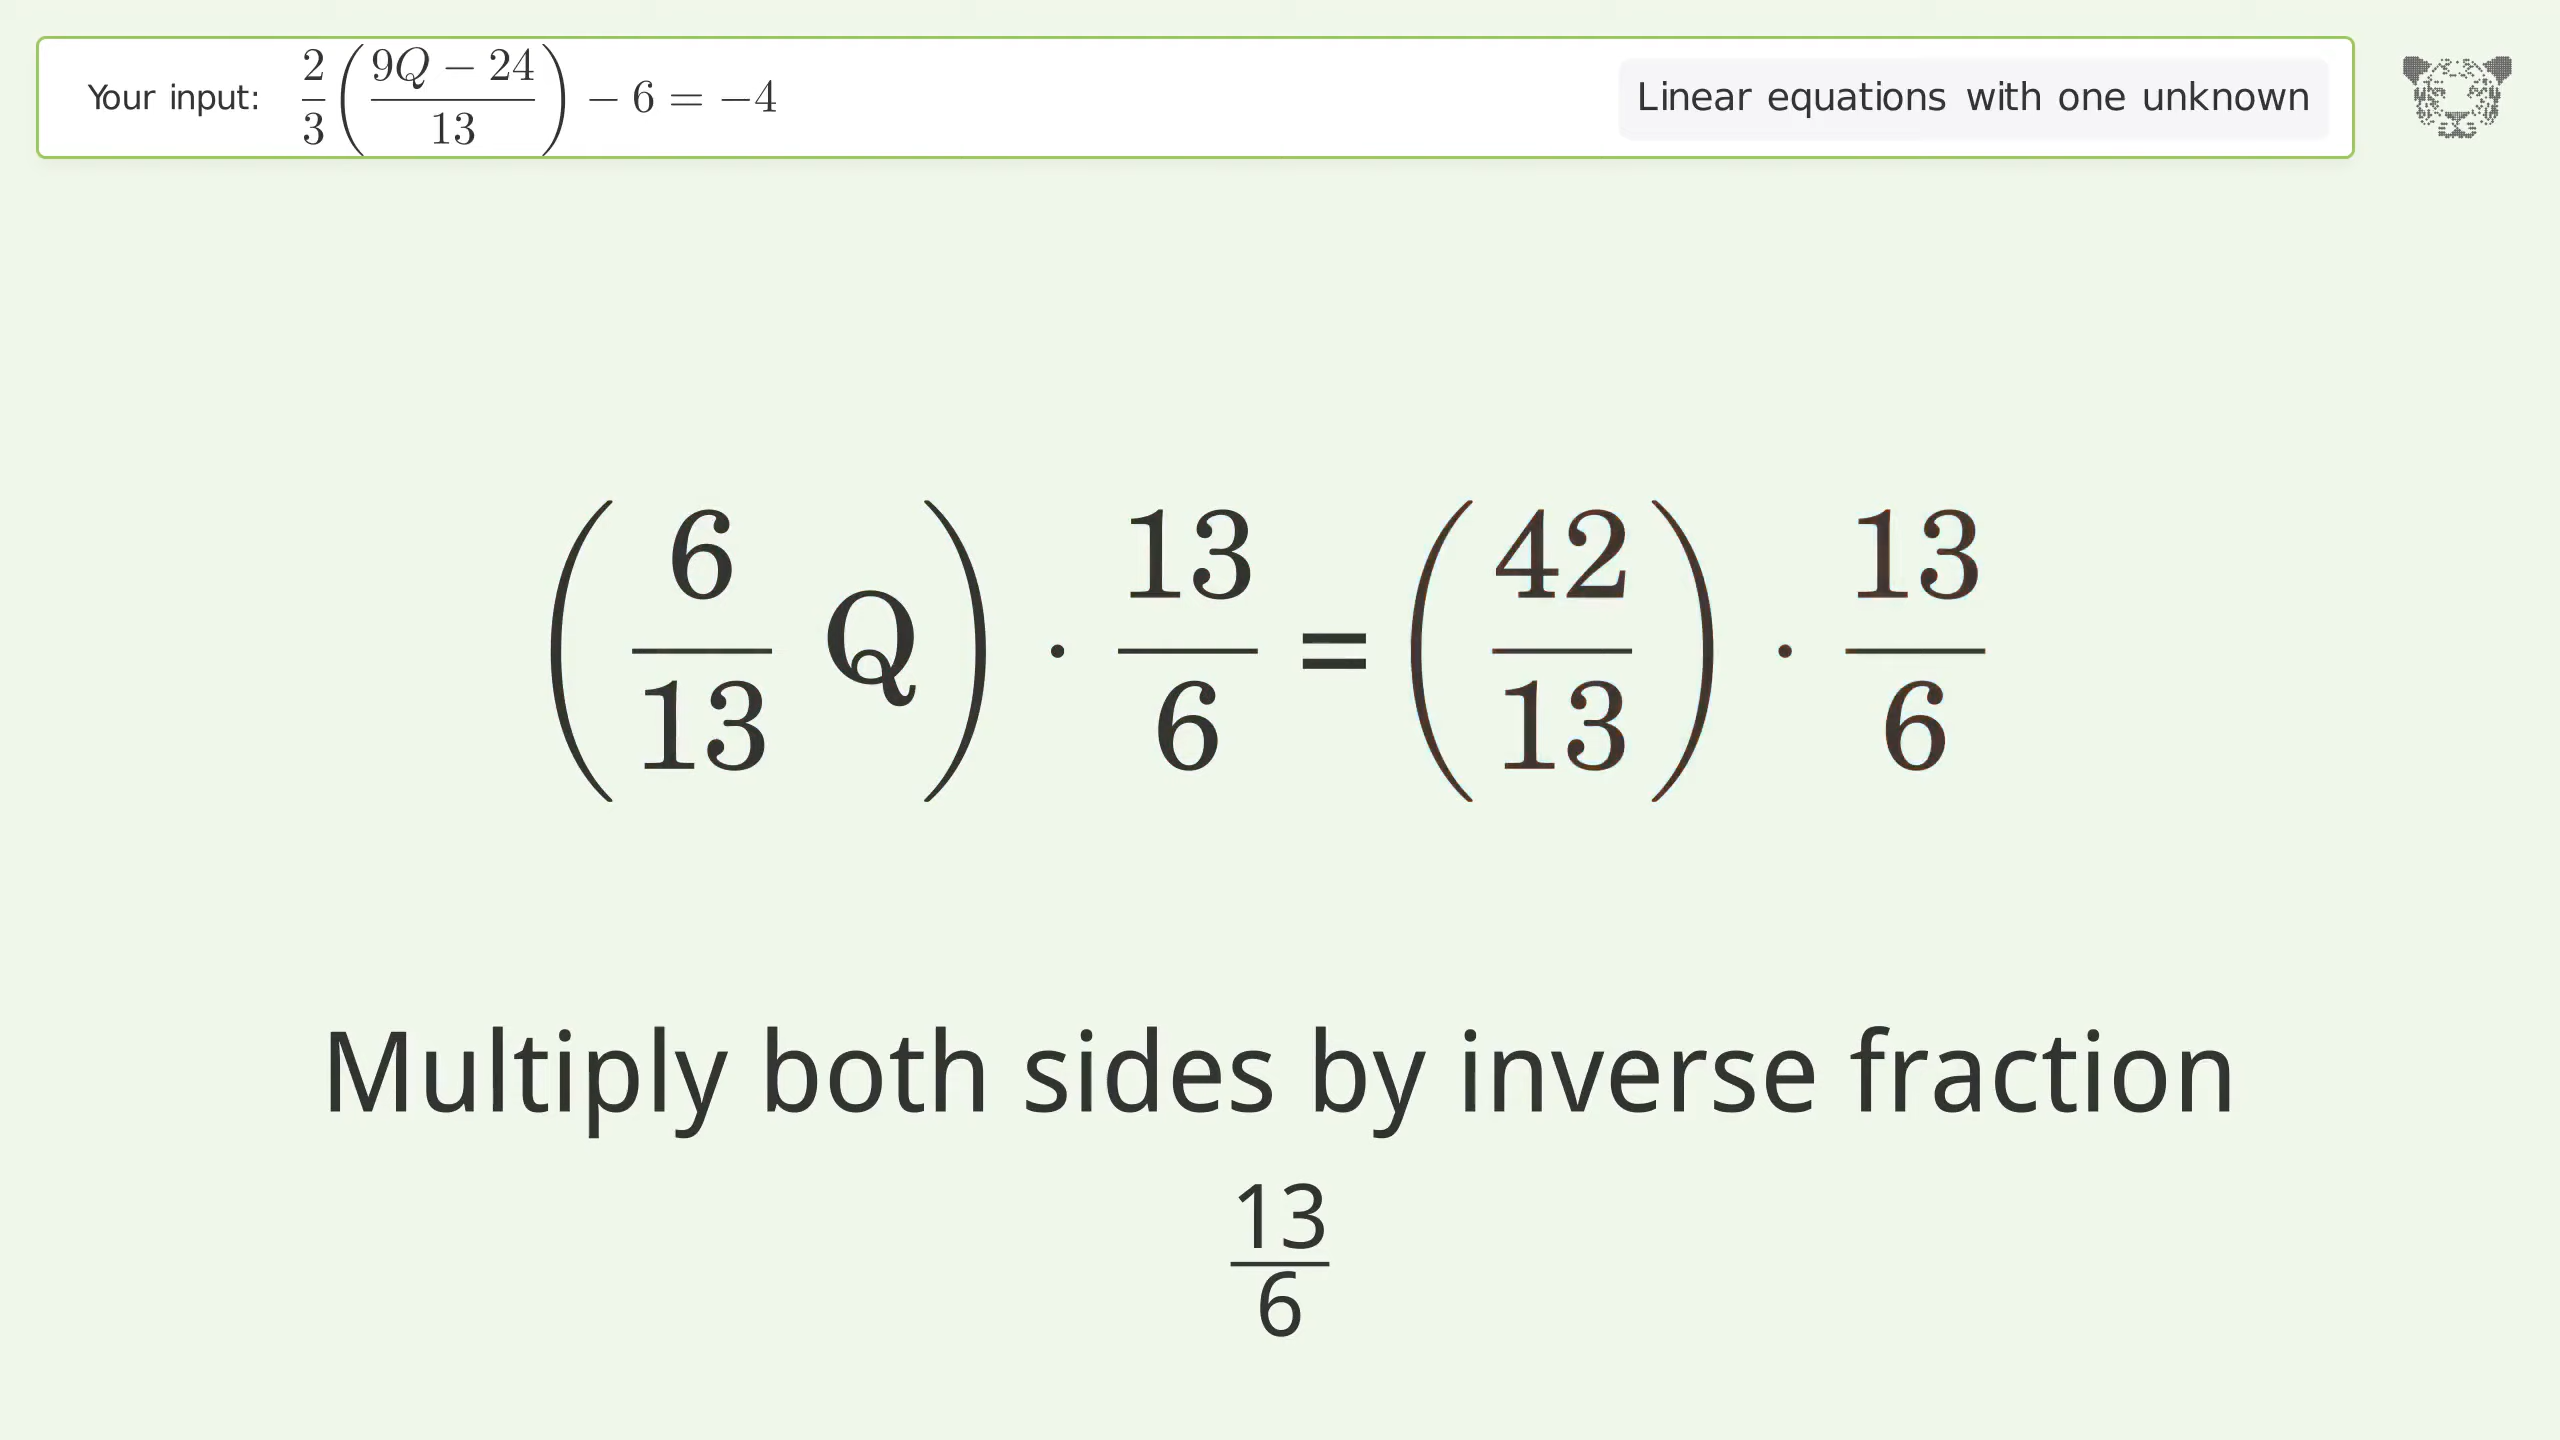 Your input: 2/3((9Q − 24)/13) − 6 = −4
Linear equations with one unknown
(6/13 Q) · 13/6 = (42/13) · 13/6
Multiply both sides by inverse fraction
13/6